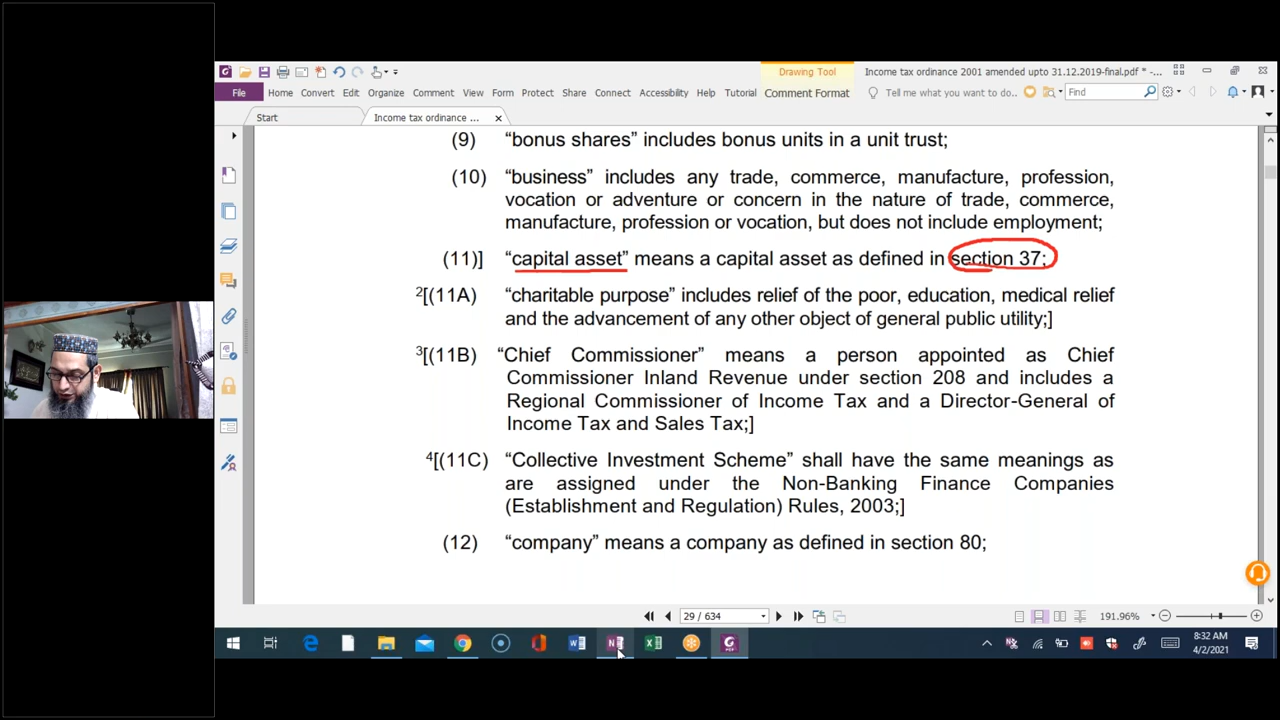 Drawing Tool
Income tax ordinance 2001 amended upto 31.12.2019-final.pdf * -...
File Home Convert Edit Organize Comment View Form Protect Share Connect Accessibility Help Tutorial Comment Format Tell me what you want to do.. Find
Start Income tax ordinance ...
(9) “bonus shares” includes bonus units in a unit trust;
(10) “business” includes any trade, commerce, manufacture, profession,
vocation or adventure or concern in the nature of trade, commerce,
manufacture, profession or vocation, but does not include employment;
(11)] “capital asset” means a capital asset as defined in section 37;
2[(11A) “charitable purpose” includes relief of the poor, education, medical relief
and the advancement of any other object of general public utility;]
3[(11B) “Chief Commissioner” means a person appointed as Chief
Commissioner Inland Revenue under section 208 and includes a
Regional Commissioner of Income Tax and a Director-General of
Income Tax and Sales Tax;]
4[(11C) “Collective Investment Scheme” shall have the same meanings as
are assigned under the Non-Banking Finance Companies
(Establishment and Regulation) Rules, 2003;]
(12) “company” means a company as defined in section 80;
29 / 634 191.96%
8:32 AM
4/2/2021